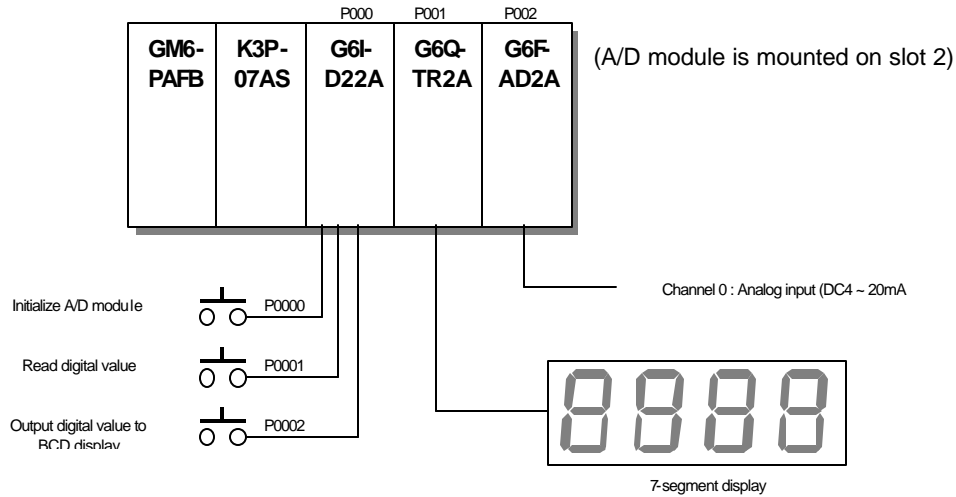 P000 P001 P002
GM6- K3P- G6I- G6Q- G6F-
PAFB 07AS D22A TR2A AD2A
(A/D module is mounted on slot 2)
Channel 0 : Analog input (DC4 ~ 20mA
Initialize A/D module P0000
Read digital value P0001
Output digital value to P0002
BCD display
7-segment display